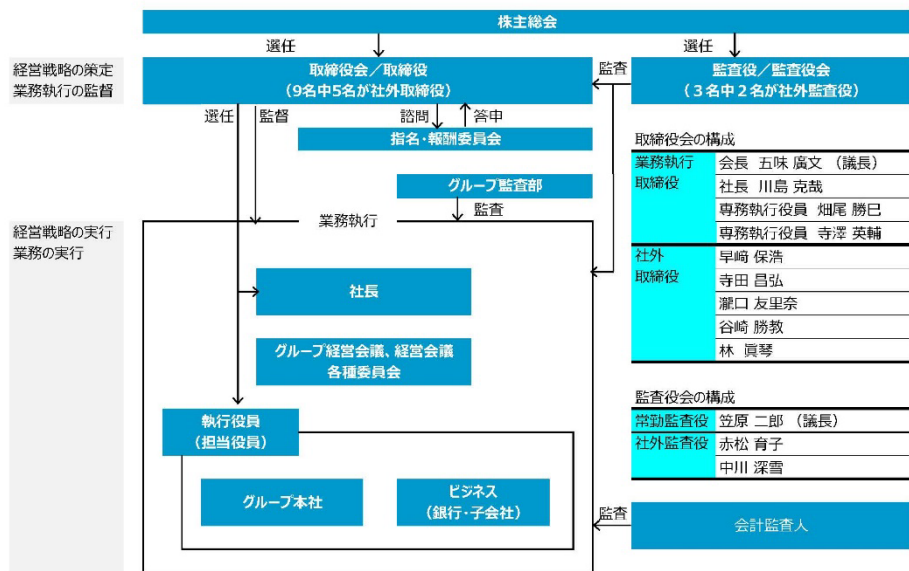 株主総会
選任
選任
経営戦略の策定
業務執行の監督
取締役会／取締役
（9名中5名が社外取締役）
監査
監査役／監査役会
（３名中２名が社外監査役）
選任
監督
諮問
答申
指名・報酬委員会
グループ監査部
監査
経営戦略の実行
業務の実行
業務執行
社長
グループ経営会議、経営会議
各種委員会
執行役員
（担当役員）
グループ本社
ビジネス
（銀行・子会社）
取締役会の構成
業務執行
取締役
会長 五味 廣文 （議長）
社長 川島 克哉
専務執行役員 畑尾 勝巳
専務執行役員 寺澤 英輔
社外
取締役
早﨑 保浩
寺田 昌弘
瀧口 友里奈
谷崎 勝教
林 眞琴
監査役会の構成
常勤監査役 笠原 二郎 （議長）
社外監査役 赤松 育子
中川 深雪
監査
会計監査人